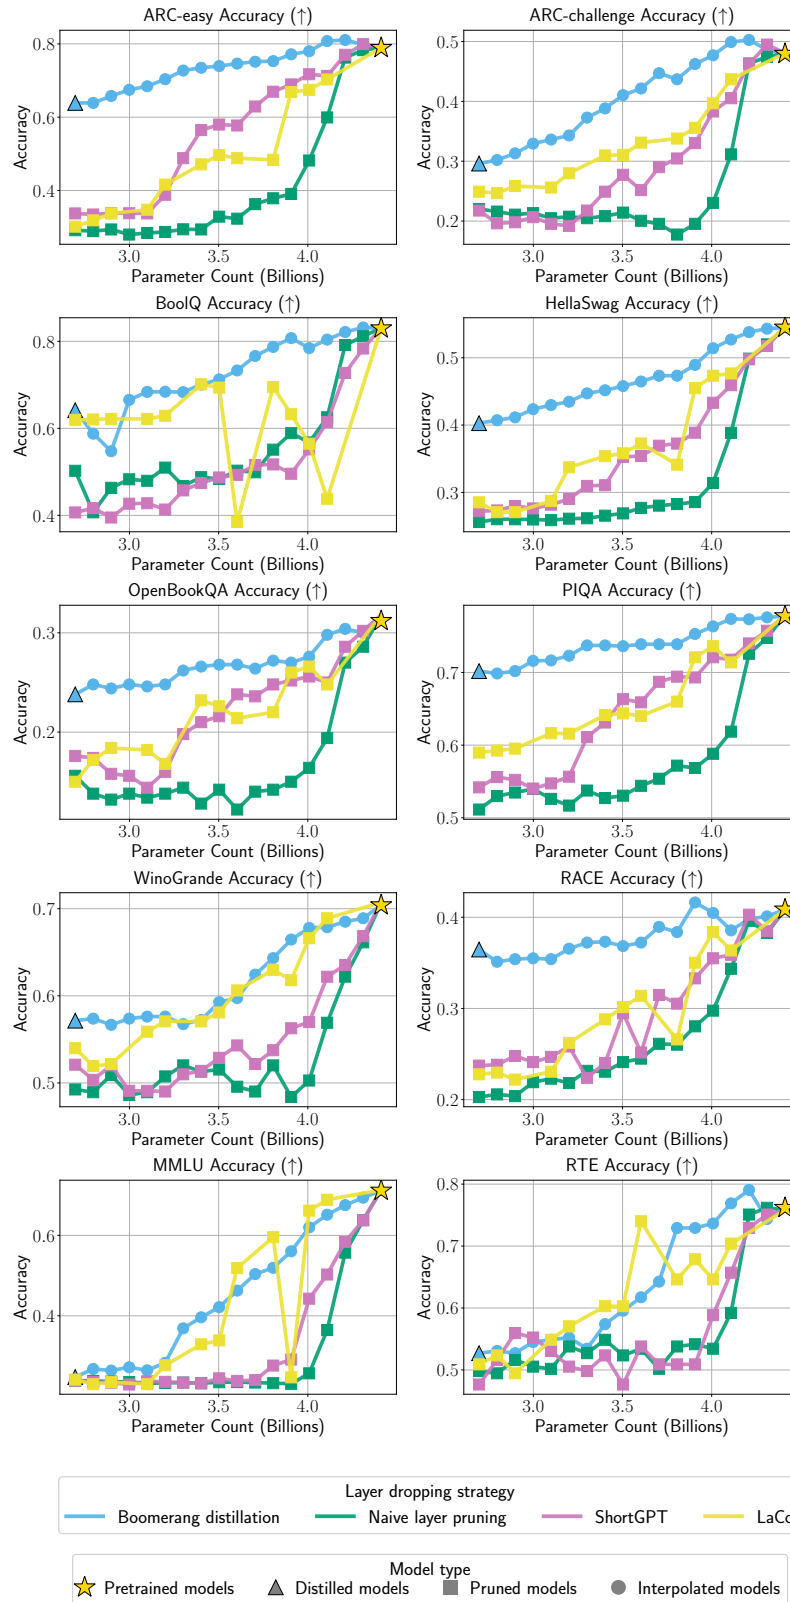 ARC-easy Accuracy (↑)
Accuracy
0.8
0.6
0.4
3.0 3.5 4.0
Parameter Count (Billions)
ARC-challenge Accuracy (↑)
Accuracy
0.5
0.4
0.3
0.2
3.0 3.5 4.0
Parameter Count (Billions)
BoolQ Accuracy (↑)
Accuracy
0.8
0.6
0.4
3.0 3.5 4.0
Parameter Count (Billions)
HellaSwag Accuracy (↑)
Accuracy
0.5
0.4
0.3
3.0 3.5 4.0
Parameter Count (Billions)
OpenBookQA Accuracy (↑)
Accuracy
0.3
0.2
3.0 3.5 4.0
Parameter Count (Billions)
PIQA Accuracy (↑)
Accuracy
0.7
0.6
0.5
3.0 3.5 4.0
Parameter Count (Billions)
WinoGrande Accuracy (↑)
Accuracy
0.7
0.6
0.5
3.0 3.5 4.0
Parameter Count (Billions)
RACE Accuracy (↑)
Accuracy
0.4
0.3
0.2
3.0 3.5 4.0
Parameter Count (Billions)
MMLU Accuracy (↑)
Accuracy
0.6
0.4
3.0 3.5 4.0
Parameter Count (Billions)
RTE Accuracy (↑)
Accuracy
0.8
0.7
0.6
0.5
3.0 3.5 4.0
Parameter Count (Billions)
Layer dropping strategy
Boomerang distillation Naive layer pruning ShortGPT
Model type
Pretrained models Distilled models Pruned models Interpolated models